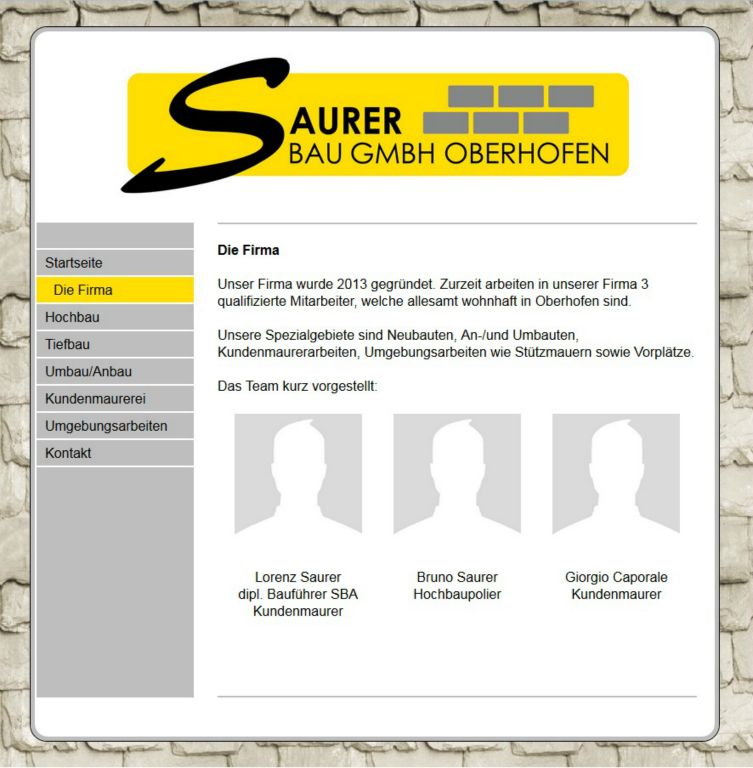 SAURER
BAU GMBH OBERHOFEN
Startseite
Die Firma
Hochbau
Tiefbau
Umbau/Anbau
Kundenmaurerei
Umgebungsarbeiten
Kontakt
Die Firma
Unser Firma wurde 2013 gegründet. Zurzeit arbeiten in unserer Firma 3
qualifizierte Mitarbeiter, welche allesamt wohnhaft in Oberhofen sind.
Unsere Spezialgebiete sind Neubauten, An-/und Umbauten,
Kundenmaurerarbeiten, Umgebungsarbeiten wie Stützmauern sowie Vorplätze.
Das Team kurz vorgestellt:
Lorenz Saurer
dipl. Bauführer SBA
Kundenmaurer
Bruno Saurer
Hochbaupolier
Giorgio Caporale
Kundenmaurer